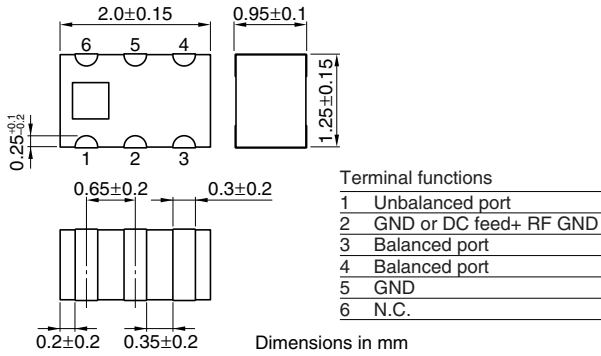 2.0±0.15
0.95±0.1
6 5 4
1.25±0.15
0.25+0.1-0.2
1 2 3
0.65±0.2
0.3±0.2
0.2±0.2
0.35±0.2
Dimensions in mm
Terminal functions
1 Unbalanced port
2 GND or DC feed+ RF GND
3 Balanced port
4 Balanced port
5 GND
6 N.C.